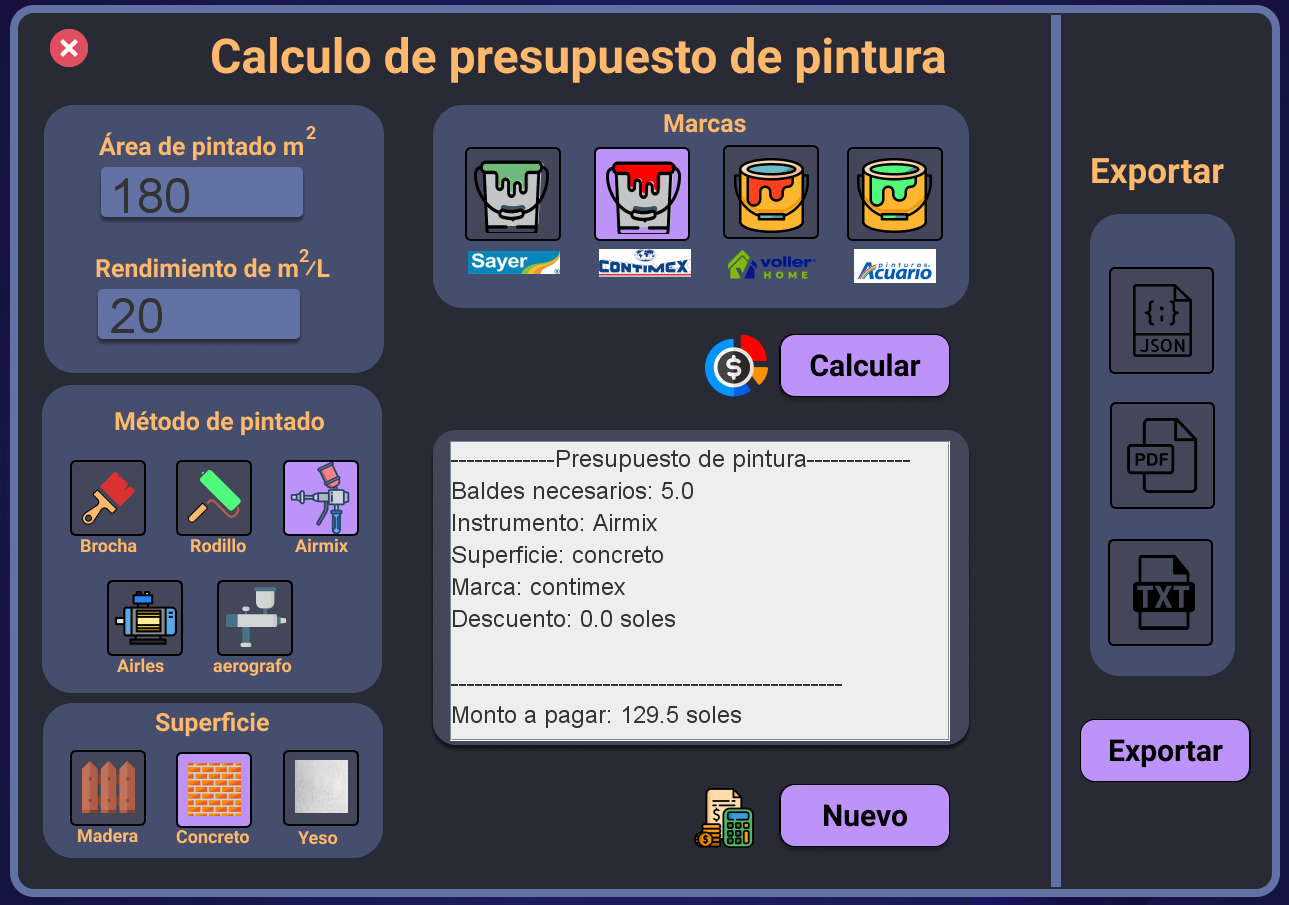 Calculo de presupuesto de pintura
Área de pintado m²
180
Rendimiento de m²/L
20
Método de pintado
Brocha
Rodillo
Airmix
Airles
aerografo
Superficie
Madera
Concreto
Yeso
Marcas
Sayer
CONTIMEX
voller HOME
pinturas Acuario
Calcular
-------------Presupuesto de pintura-------------
Baldes necesarios: 5.0
Instrumento: Airmix
Superficie: concreto
Marca: contimex
Descuento: 0.0 soles
-------------------------------------------------
Monto a pagar: 129.5 soles
Nuevo
Exportar
{;}
JSON
PDF
TXT
Exportar